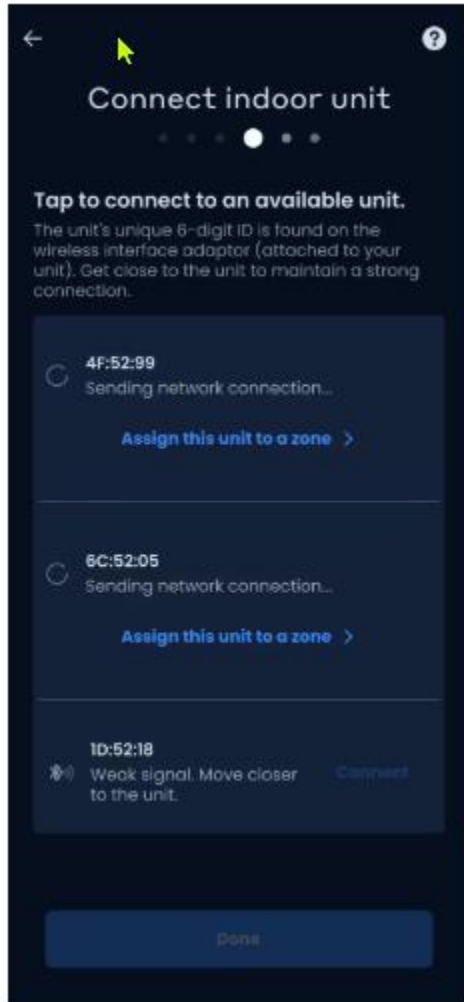 ?
Connect indoor unit
Tap to connect to an available unit.
The unit's unique 6-digit ID is found on the
wireless interface adaptor (attached to your
unit). Get close to the unit to maintain a strong
connection.
4F:52:99
Sending network connection...
Assign this unit to a zone >
6C:52:05
Sending network connection...
Assign this unit to a zone >
1D:52:18
Weak signal. Move closer
to the unit.
Connect
Done